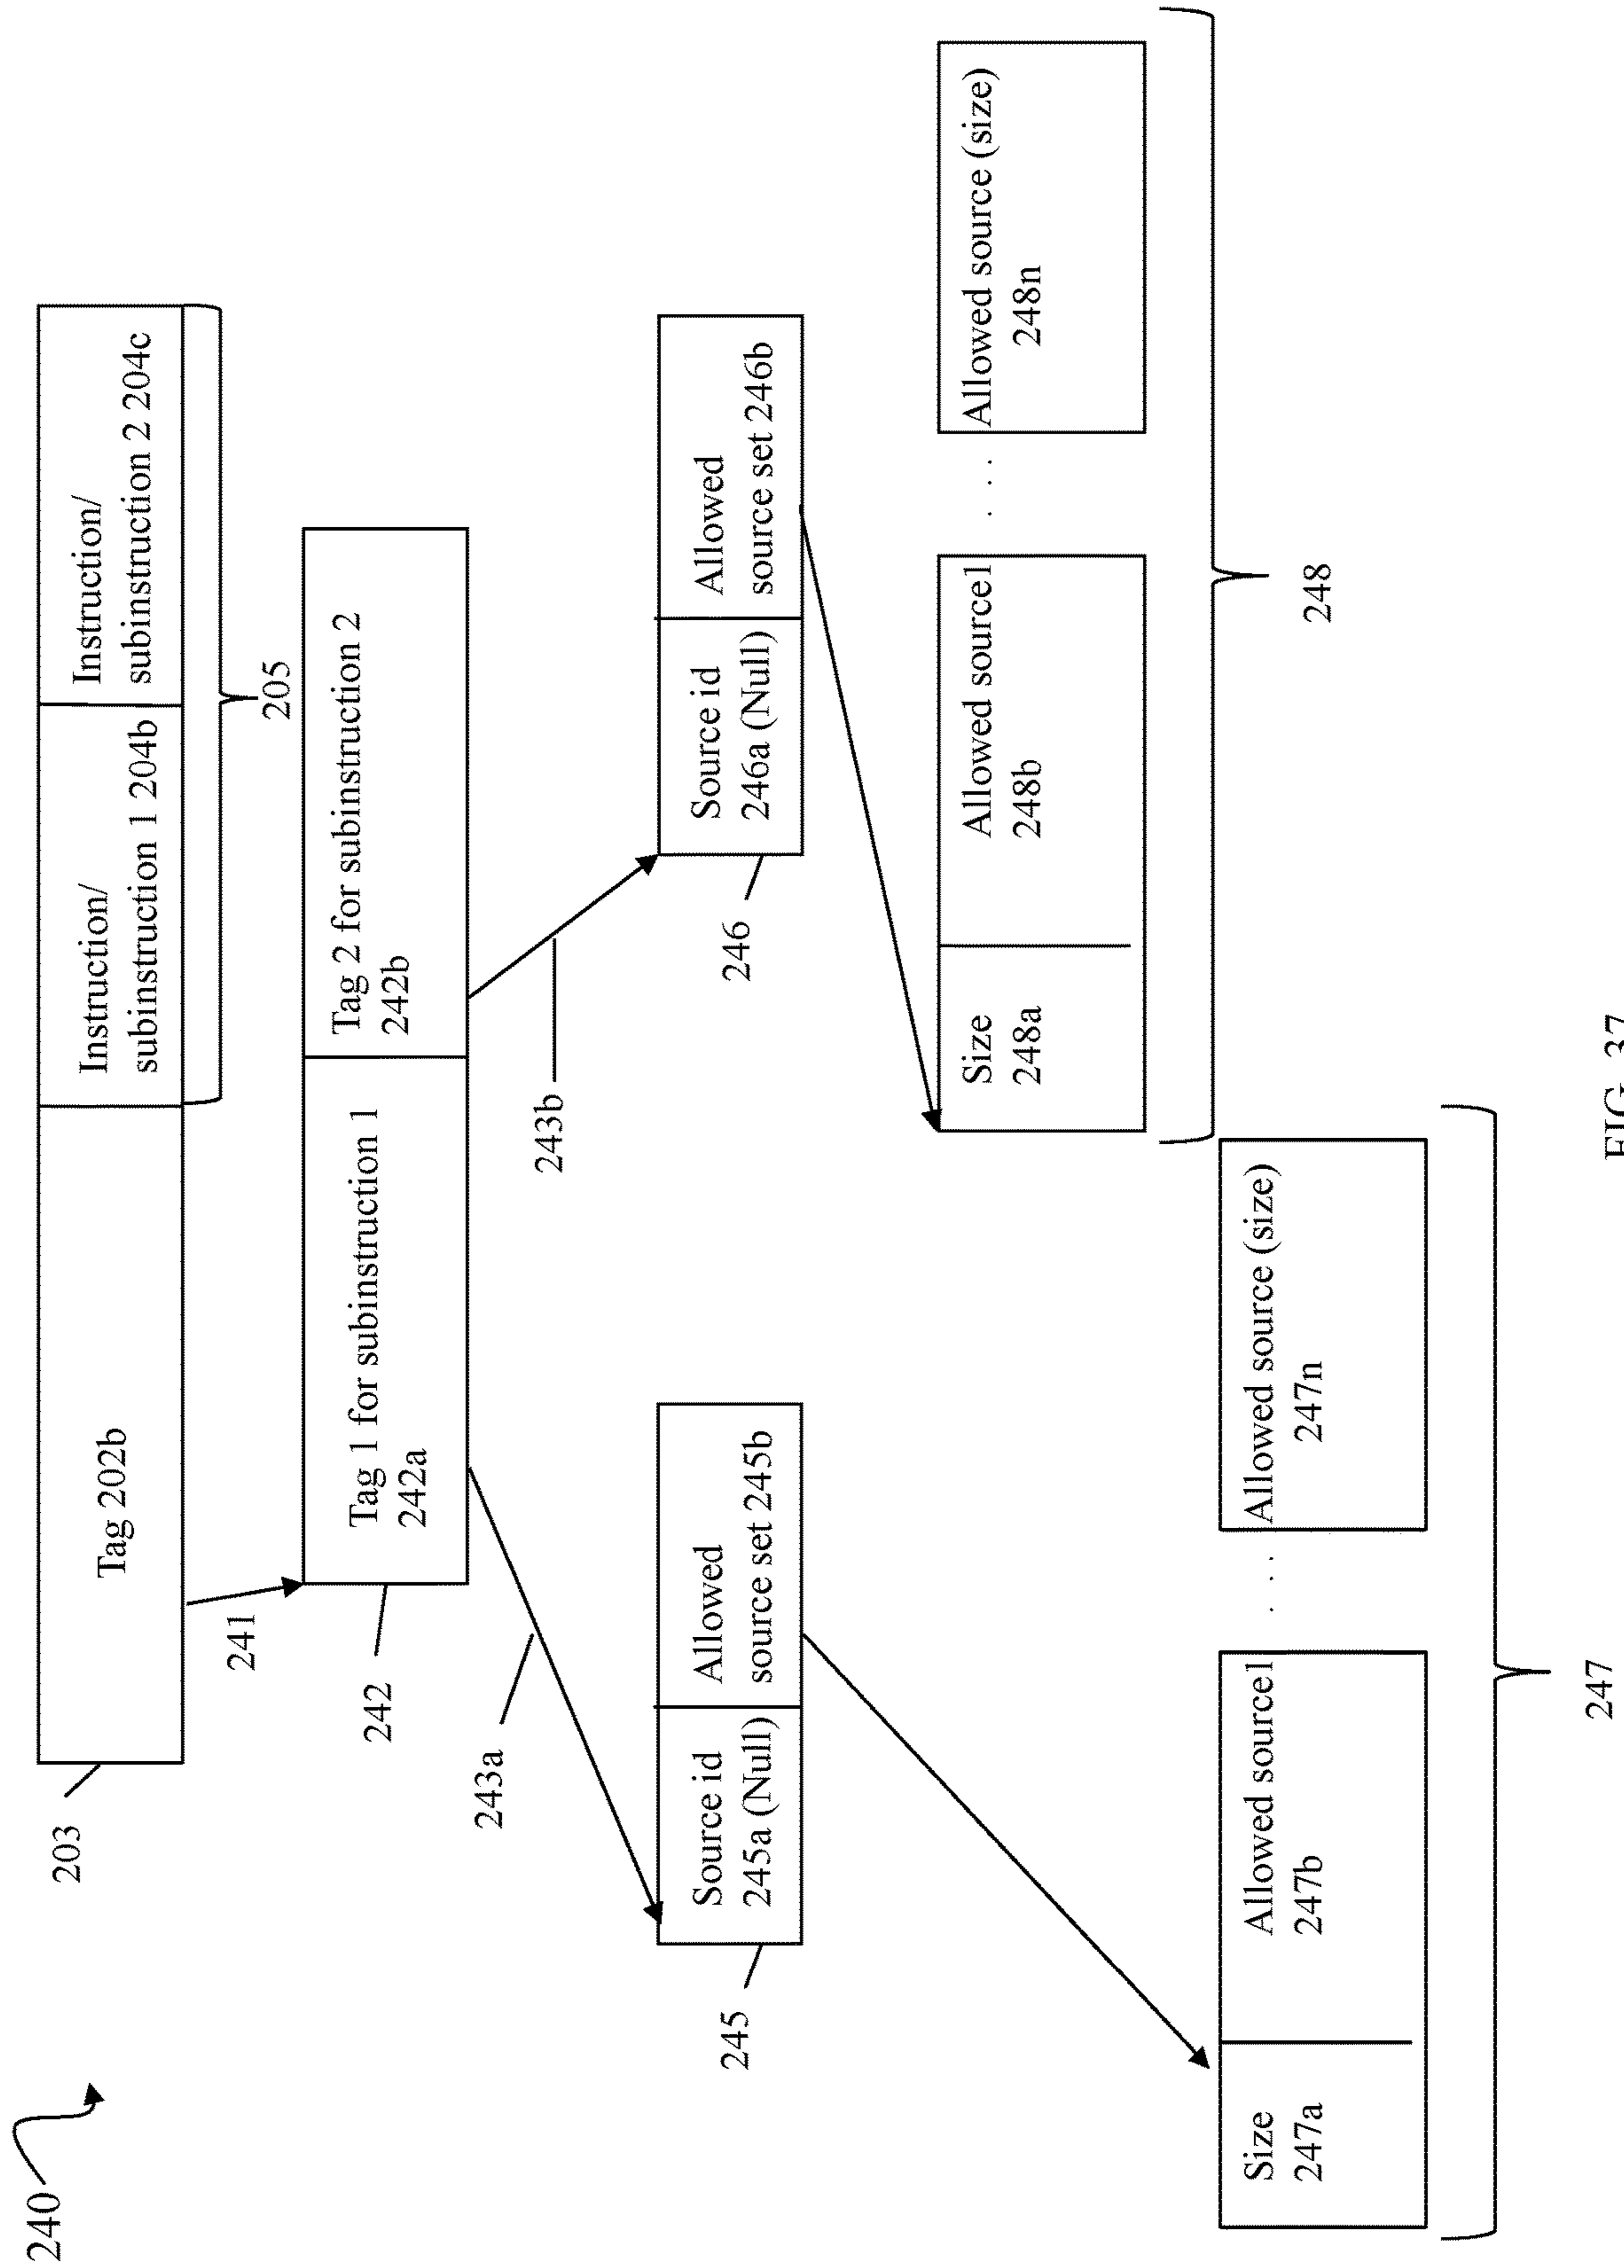 240
203
Tag 202b
Instruction/
subinstruction 1 204b
Instruction/
subinstruction 2 204c
205
241
242
Tag 1 for subinstruction 1
242a
Tag 2 for subinstruction 2
242b
243a
243b
245
Source id
245a (Null)
Allowed
source set 245b
246
Source id
246a (Null)
Allowed
source set 246b
Size
248a
Allowed source1
248b
. . .
Allowed source (size)
248n
248
Size
247a
Allowed source1
247b
. . .
Allowed source (size)
247n
247
FIG. 37